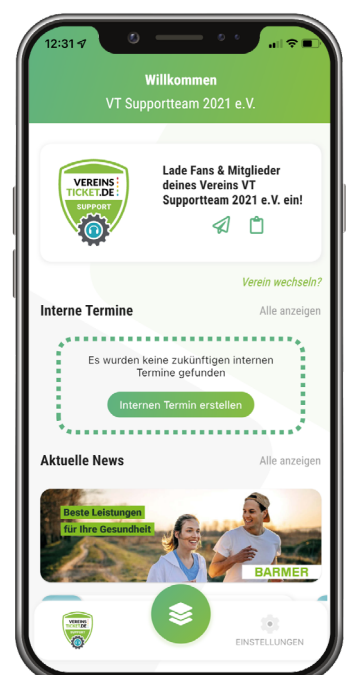 12:31
Willkommen
VT Supportteam 2021 e.V.
VEREINS
TICKET.DE
SUPPORT
Lade Fans & Mitglieder
deines Vereins VT
Supportteam 2021 e.V. ein!
Verein wechseln?
Interne Termine
Alle anzeigen
Es wurden keine zukünftigen internen
Termine gefunden
Internen Termin erstellen
Aktuelle News
Alle anzeigen
Beste Leistungen
für Ihre Gesundheit
BARMER
VEREINS
TICKET.DE
SUPPORT
EINSTELLUNGEN